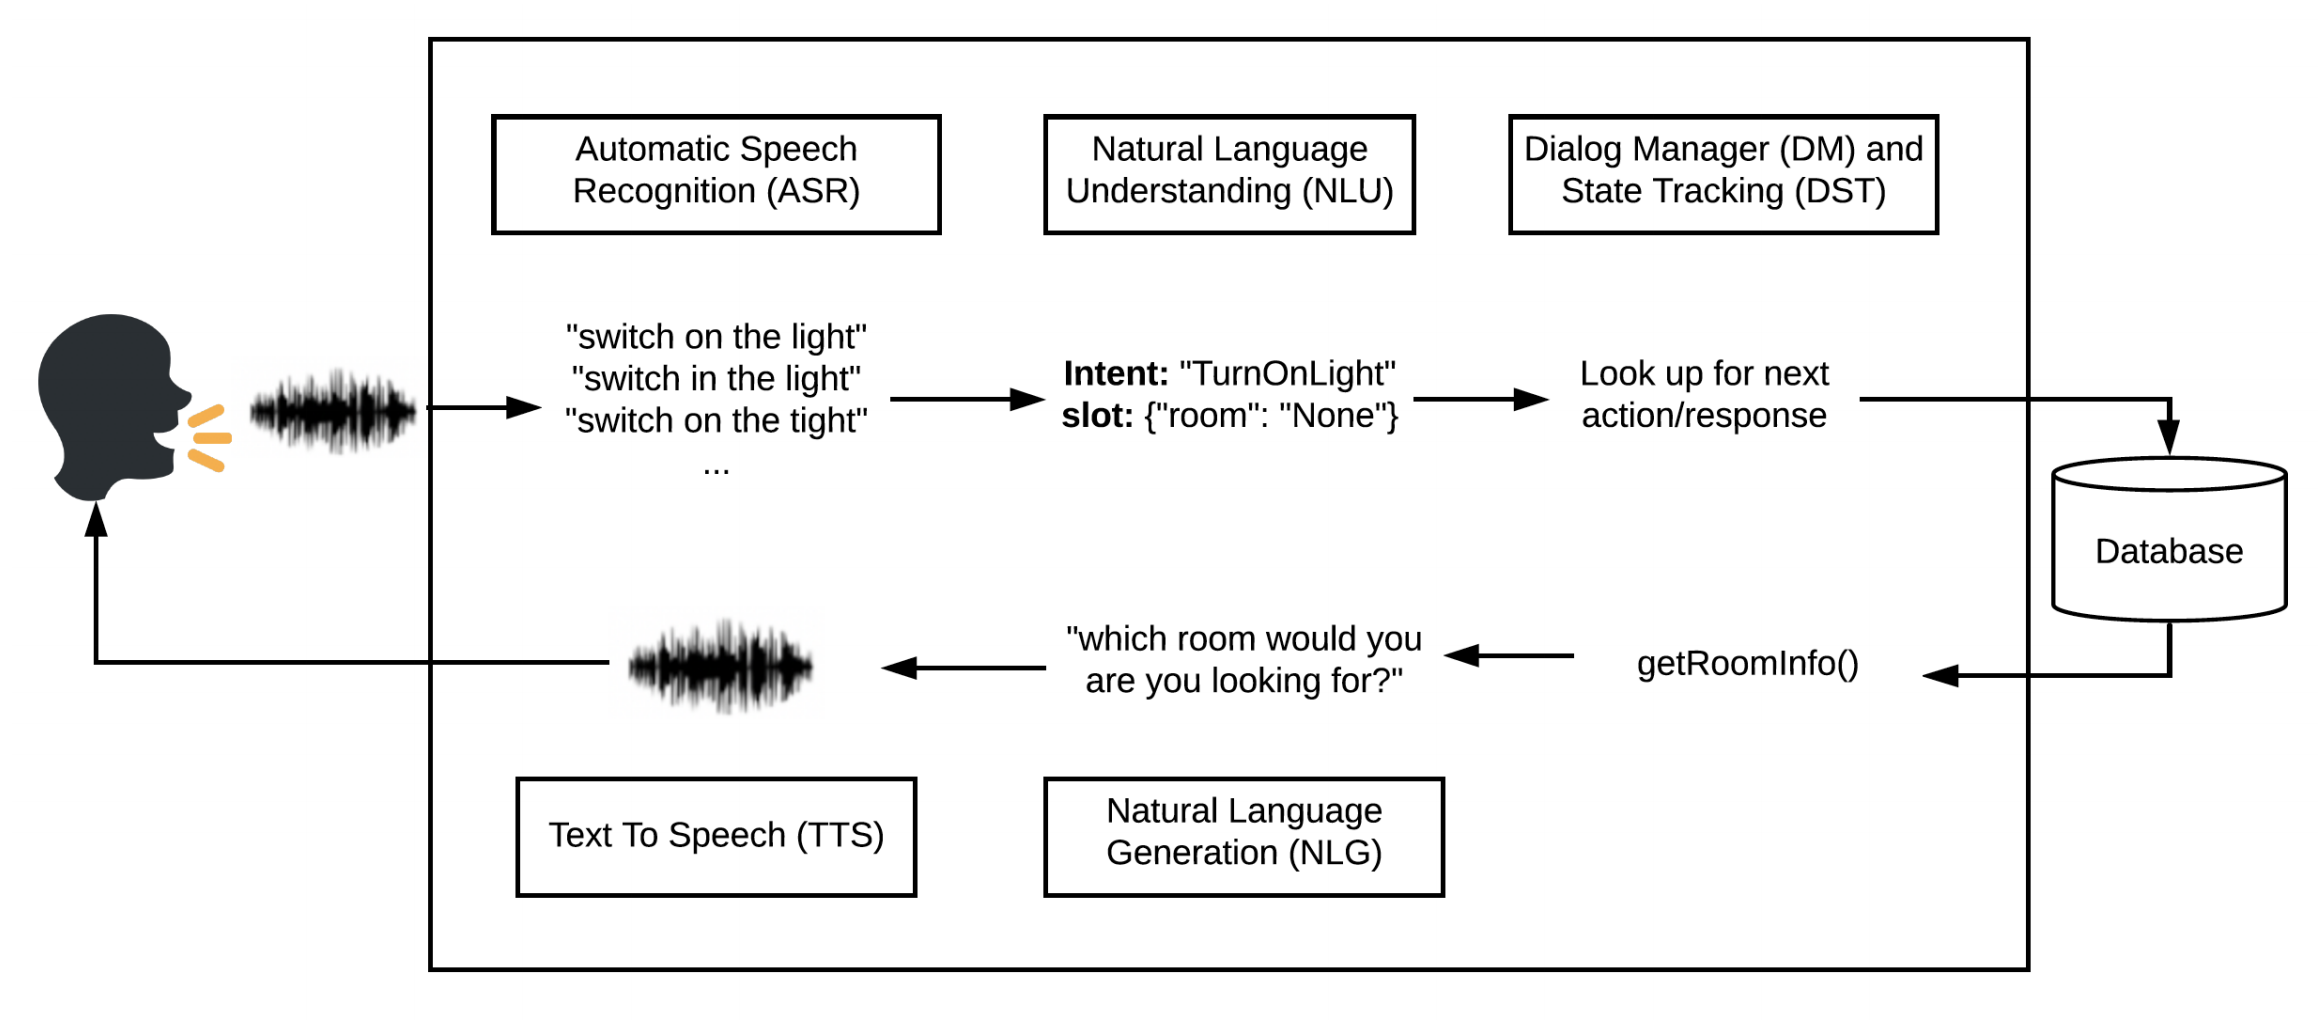 Automatic Speech
Recognition (ASR)
Natural Language
Understanding (NLU)
Dialog Manager (DM) and
State Tracking (DST)
"switch on the light"
"switch in the light"
"switch on the tight"
...
Intent: "TurnOnLight"
slot: {"room": "None"}
Look up for next
action/response
Database
"which room would you
are you looking for?"
getRoomInfo()
Text To Speech (TTS)
Natural Language
Generation (NLG)